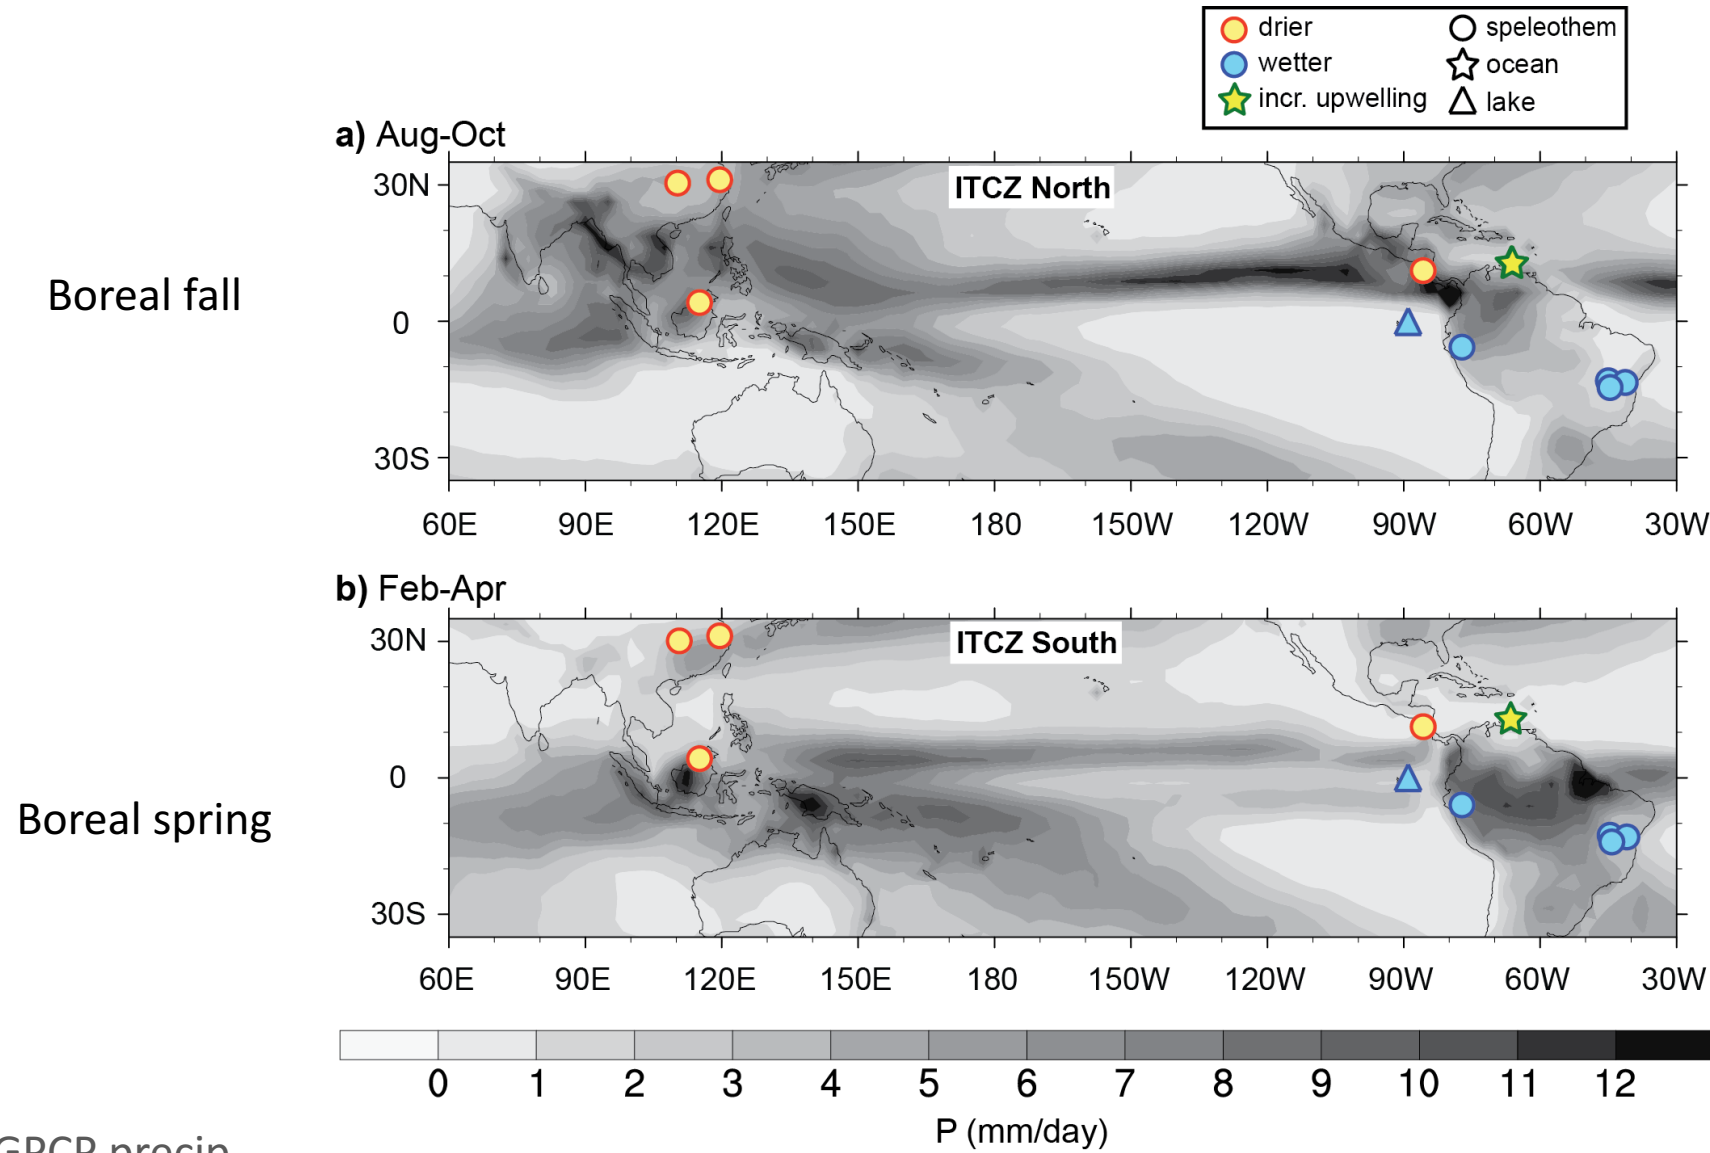 drier speleothem
wetter ocean
incr. upwelling lake
a) Aug-Oct
ITCZ North
30N
0
30S
Boreal fall
60E 90E 120E 150E 180 150W 120W 90W 60W 30W
b) Feb-Apr
ITCZ South
30N
0
30S
Boreal spring
60E 90E 120E 150E 180 150W 120W 90W 60W 30W
0 1 2 3 4 5 6 7 8 9 10 11 12
P (mm/day)
GPCP precip